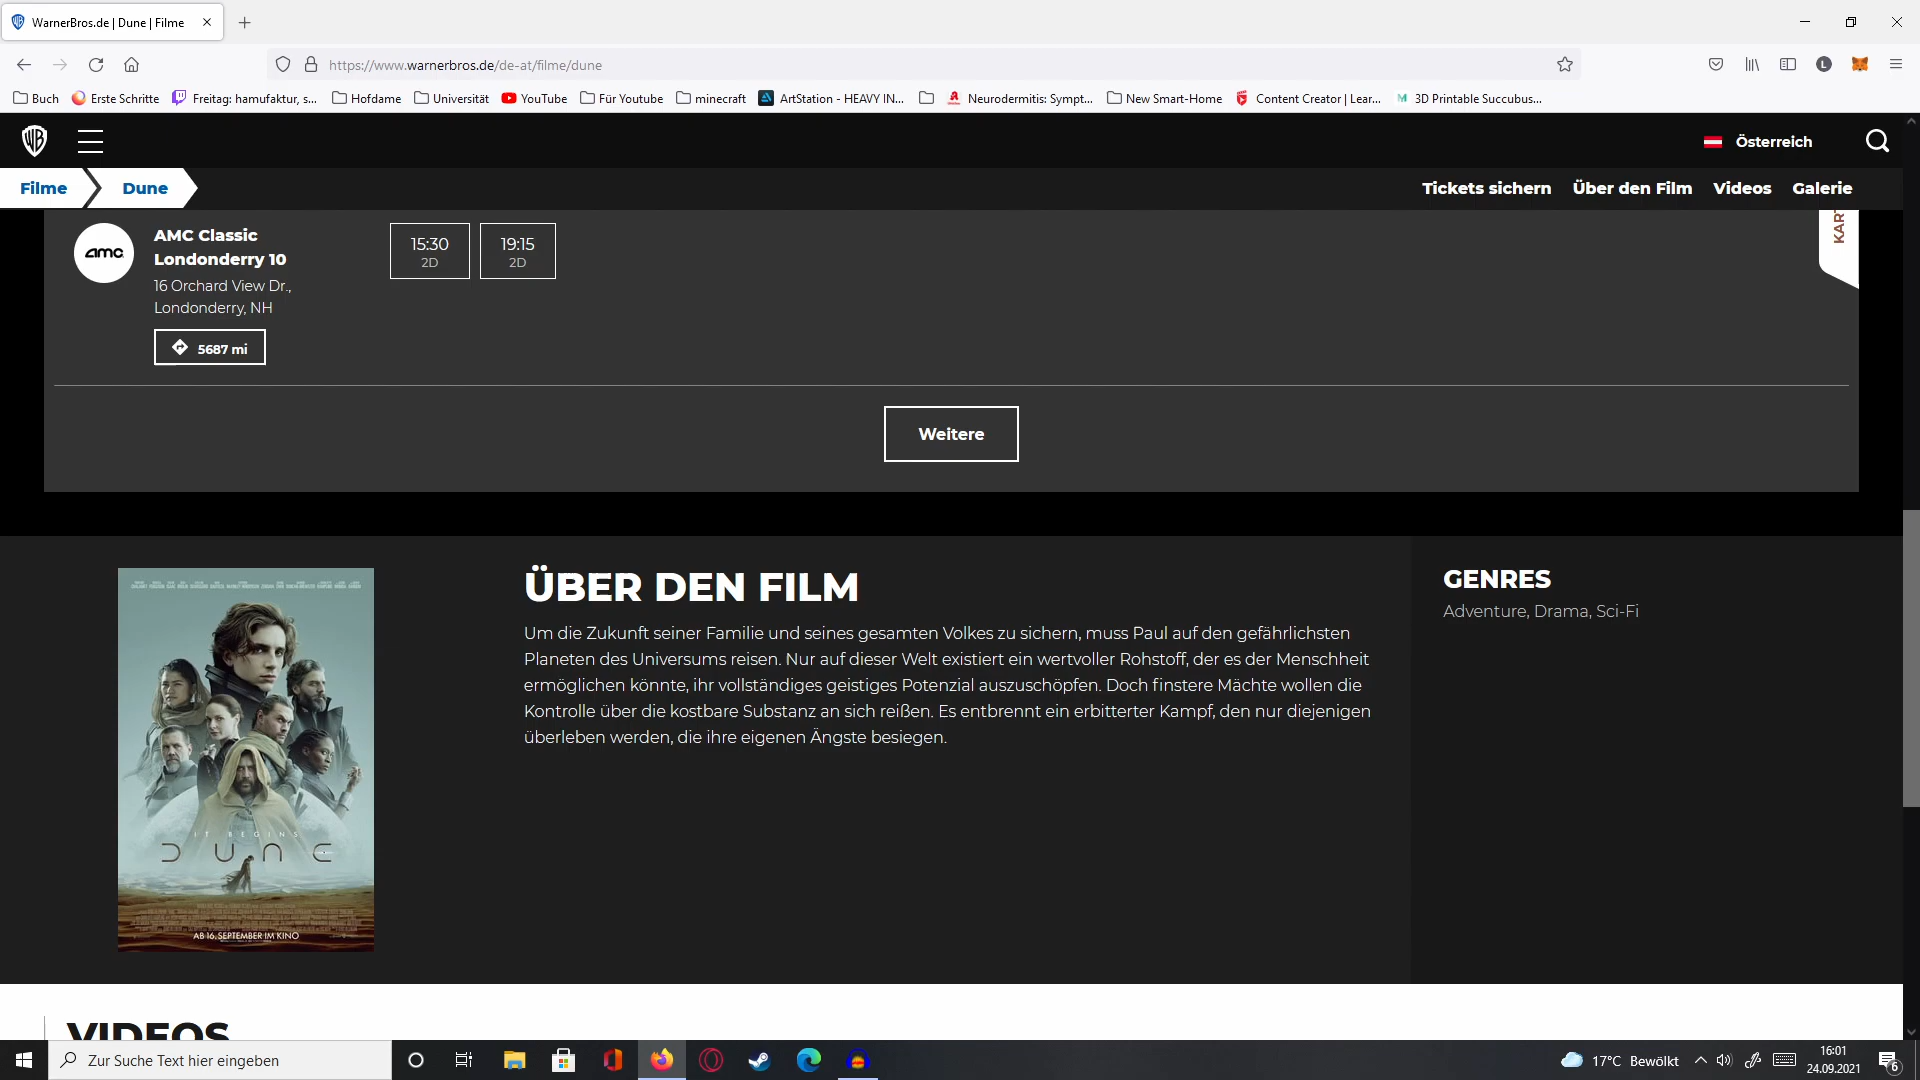 WarnerBros.de | Dune | Filme
https://www.warnerbros.de/de-at/filme/dune
Buch
Erste Schritte
Freitag: hamufaktur, s...
Hofdame
Universität
YouTube
Für Youtube
minecraft
ArtStation - HEAVY IN...
Neurodermitis: Sympt...
New Smart-Home
Content Creator | Lear...
3D Printable Succubus...
Österreich
Filme
Dune
Tickets sichern
Über den Film
Videos
Galerie
amc
AMC Classic
Londonderry 10
16 Orchard View Dr.,
Londonderry, NH
5687 mi
15:30
2D
19:15
2D
KAR
Weitere
IT BEGINS
DUNE
AB 16. SEPTEMBER IM KINO
ÜBER DEN FILM
Um die Zukunft seiner Familie und seines gesamten Volkes zu sichern, muss Paul auf den gefährlichsten
Planeten des Universums reisen. Nur auf dieser Welt existiert ein wertvoller Rohstoff, der es der Menschheit
ermöglichen könnte, ihr vollständiges geistiges Potenzial auszuschöpfen. Doch finstere Mächte wollen die
Kontrolle über die kostbare Substanz an sich reißen. Es entbrennt ein erbitterter Kampf, den nur diejenigen
überleben werden, die ihre eigenen Ängste besiegen.
GENRES
Adventure, Drama, Sci-Fi
VIDEOS
Zur Suche Text hier eingeben
17°C Bewölkt
16:01
24.09.2021
6